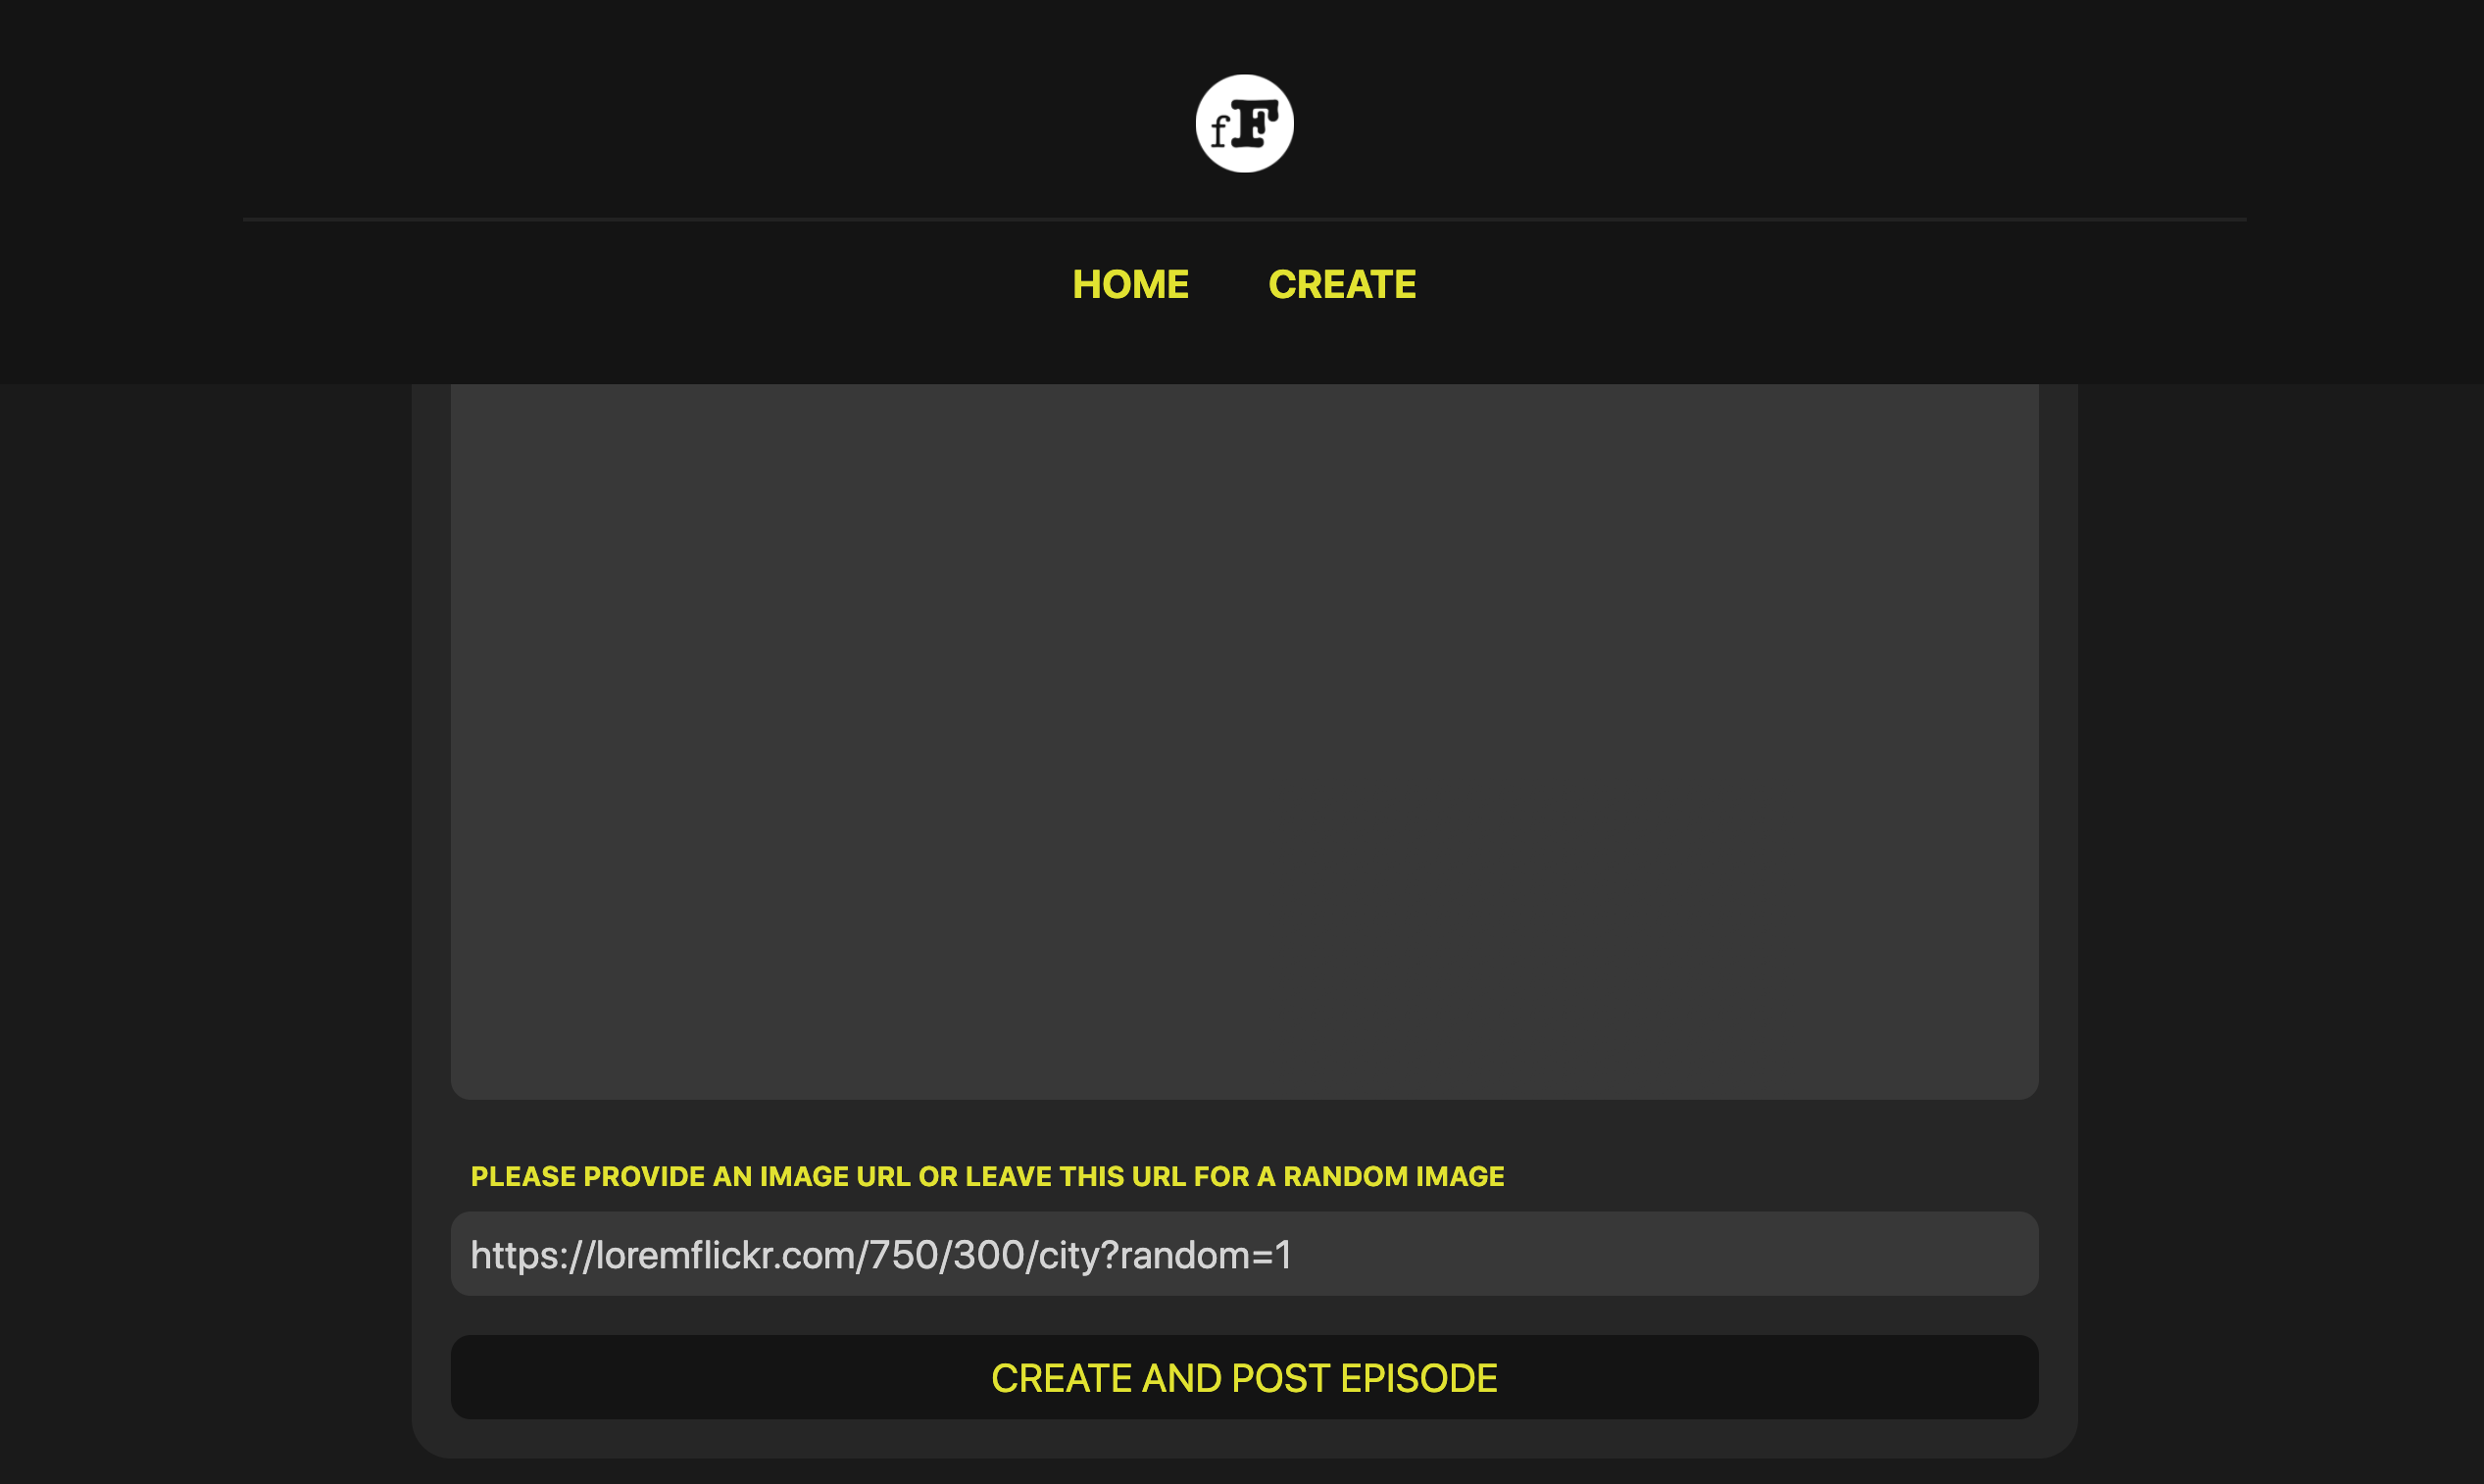 fF
HOME CREATE
PLEASE PROVIDE AN IMAGE URL OR LEAVE THIS URL FOR A RANDOM IMAGE
https://loremflickr.com/750/300/city?random=1
CREATE AND POST EPISODE